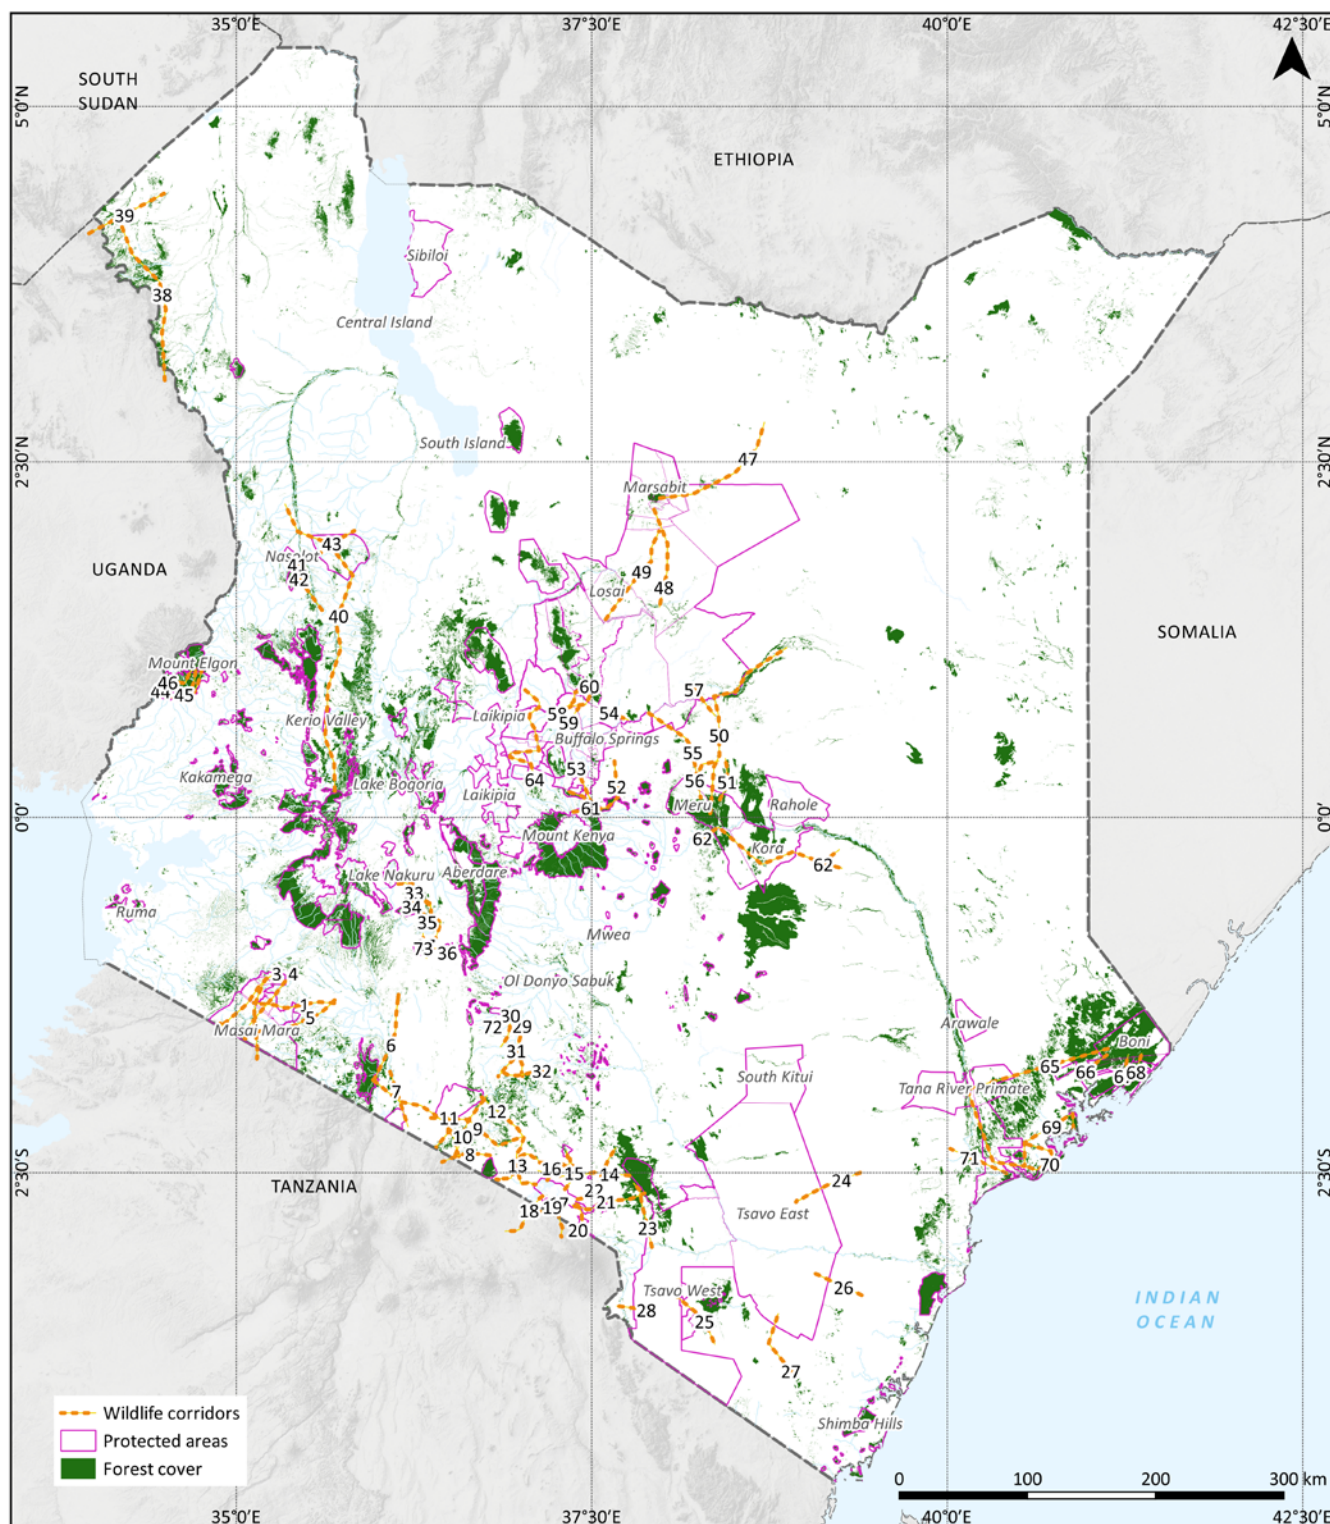 35°0'E 37°30'E 40°0'E 42°30'E
SOUTH
SUDAN
5°0'N
5°0'N
ETHIOPIA
39
Sibiloi
38
Central Island
South Island
47
2°30'N
2°30'N
Marsabit
43
Nasolot
41
42
49
48
Losai
UGANDA
40
SOMALIA
Mount Elgon
46
44
45
60
57
58
59
54
Laikipia
Kerio Valley
50
Buffalo Springs
55
53
64
Kakamega
Lake Bogoria
56
51
52
Laikipia
Meru
Rahole
61
0°0'
0°0'
Mount Kenya
62
Kora
62
Lake Nakuru
Aberdare
33
34
35
Ruma
73
36
Mwea
3
4
Ol Donyo Sabuk
1
5
Masai Mara
30
72
29
Arawale
Boni
6
31
32
65
66
68
South Kitui
Tana River Primate
7
12
11
9
10
8
69
71
70
13
16
15
14
2°30'S
2°30'S
TANZANIA
24
22
21
18
19
20
23
Tsavo East
26
Tsavo West
28
25
INDIAN
OCEAN
27
Wildlife corridors
Protected areas
Forest cover
Shimba Hills
0 100 200 300 km
35°0'E 37°30'E 40°0'E 42°30'E